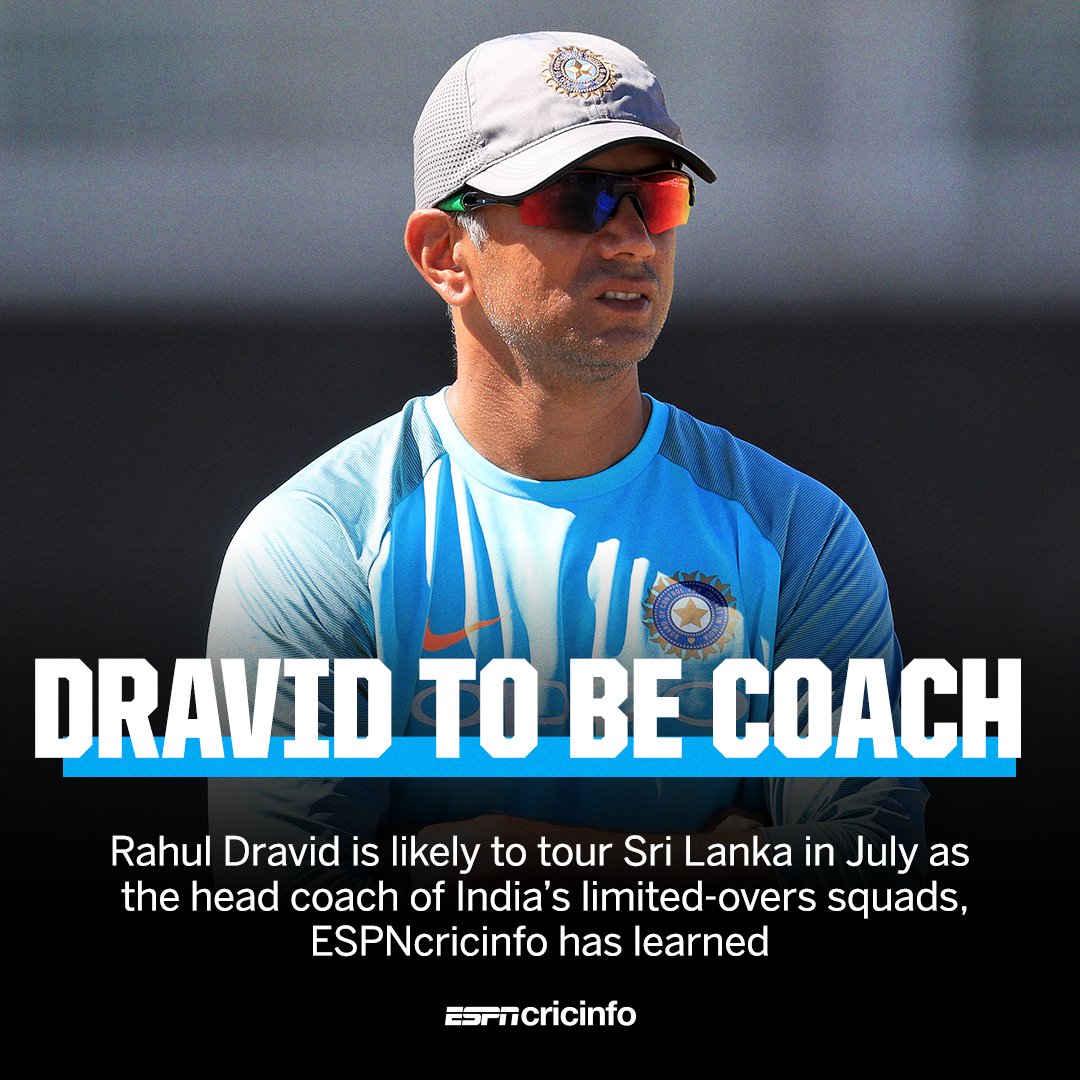 DRAVID TO BE COACH
Rahul Dravid is likely to tour Sri Lanka in July as
the head coach of India's limited-overs squads,
ESPNcricinfo has learned
ESPNcricinfo